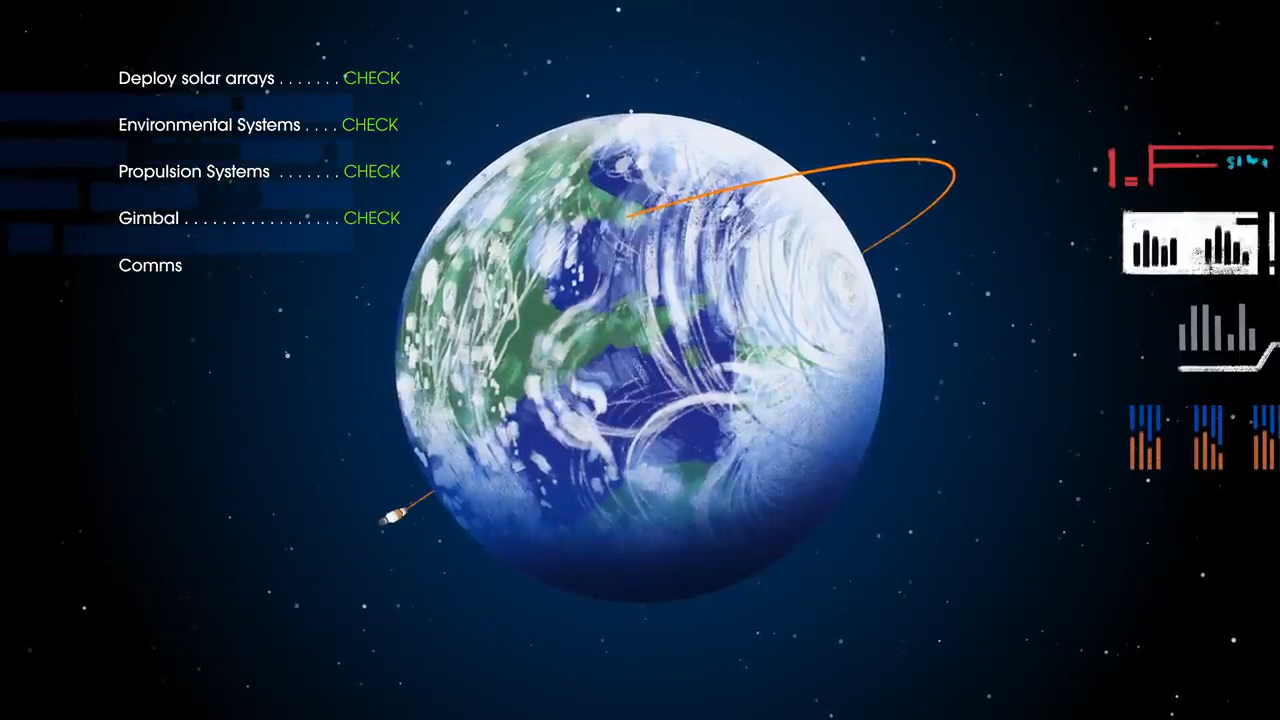 Deploy solar arrays . . . . . . . CHECK
Environmental Systems . . . . CHECK
Propulsion Systems . . . . . . . CHECK
Gimbal . . . . . . . . . . . . . . . . CHECK
Comms